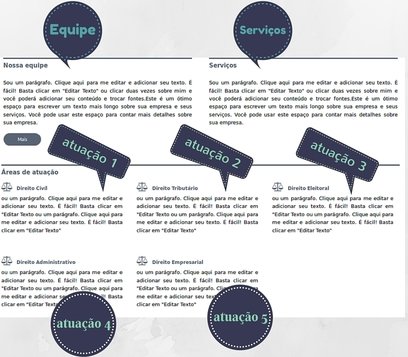 Equipe
Serviços
Nossa equipe
Sou um parágrafo. Clique aqui para me editar e adicionar seu texto. É
fácil! Basta clicar em "Editar Texto" ou clicar duas vezes sobre mim e
você poderá adicionar seu conteúdo e trocar fontes.Este é um ótimo
espaço para escrever um texto mais longo sobre sua empresa e seus
serviços. Você pode usar este espaço para contar mais detalhes sobre
sua empresa.
Mais
Serviços
Sou um parágrafo. Clique aqui para me editar e adicionar seu texto. É
fácil! Basta clicar em "Editar Texto" ou clicar duas vezes sobre mim e
você poderá adicionar seu conteúdo e trocar fontes.Este é um ótimo
espaço para escrever um texto mais longo sobre sua empresa e seus
serviços. Você pode usar este espaço para contar mais detalhes sobre
sua empresa.
atuação 1
atuação 2
atuação 3
Áreas de atuação
Direito Civil
ou um parágrafo. Clique aqui para me editar e
adicionar seu texto. É fácil! Basta clicar em
"Editar Texto ou um parágrafo. Clique aqui para
me editar e adicionar seu texto. É fácil! Basta
clicar em "Editar Texto"
Direito Tributário
ou um parágrafo. Clique aqui para me editar e
adicionar seu texto. É fácil! Basta clicar em
"Editar Texto ou um parágrafo. Clique aqui para
me editar e adicionar seu texto. É fácil! Basta
clicar em "Editar Texto"
Direito Eleitoral
ou um parágrafo. Clique aqui para me editar e
adicionar seu texto. É fácil! Basta clicar em
"Editar Texto ou um parágrafo. Clique aqui para
me editar e adicionar seu texto. É fácil! Basta
clicar em "Editar Texto"
Direito Administrativo
ou um parágrafo. Clique aqui para me editar e
adicionar seu texto. É fácil! Basta clicar em
"Editar Texto ou um parágrafo. Clique aqui para
me editar e adicionar seu Basta
clicar em "Editar
Direito Empresarial
ou um parágrafo. Clique aqui para me editar e
adicionar seu texto. É fácil! Basta clicar em
"Editar Texto ou um parágrafo. Clique aqui para
me editar e adicionar Basta
clicar em "Editar Texto"
atuação 4
atuação 5